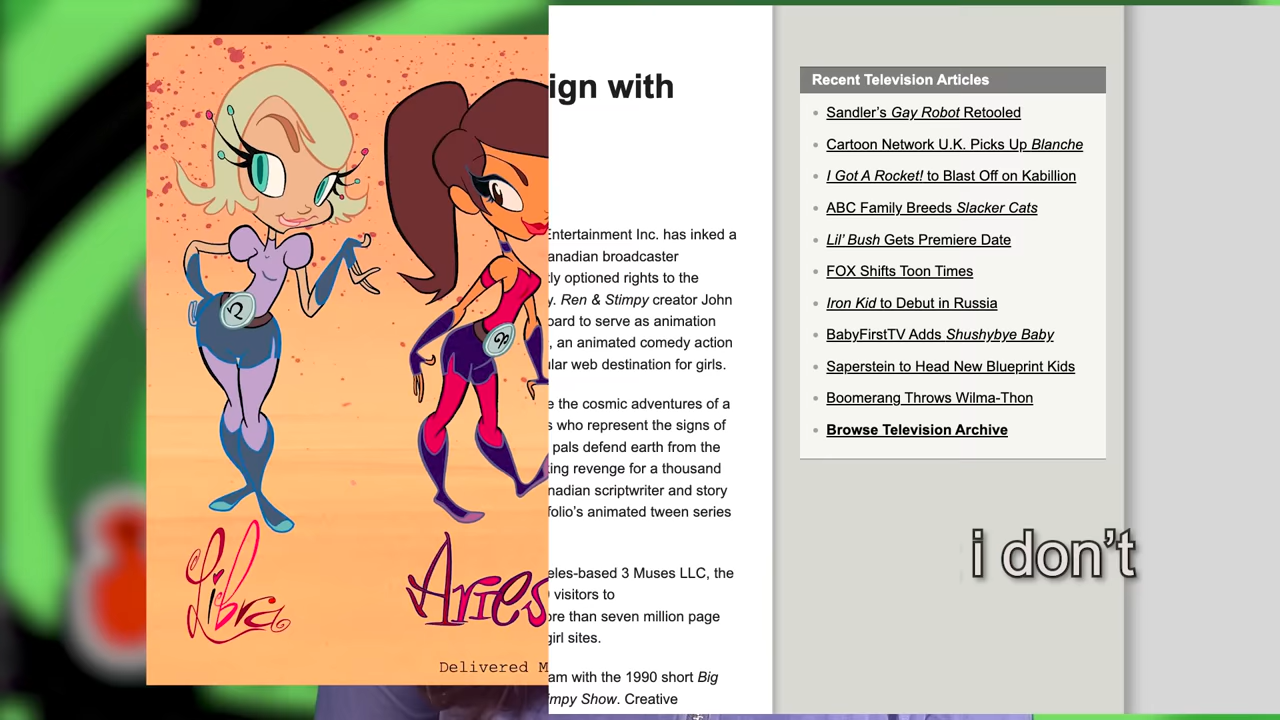 Libra
Aries
Delivered M
ign with
Entertainment Inc. has inked a
anadian broadcaster
tly optioned rights to the
y. Ren & Stimpy creator John
oard to serve as animation
, an animated comedy action
lar web destination for girls.
e the cosmic adventures of a
s who represent the signs of
pals defend earth from the
king revenge for a thousand
nadian scriptwriter and story
folio's animated tween series
eles-based 3 Muses LLC, the
visitors to
ore than seven million page
girl sites.
am with the 1990 short Big
impy Show. Creative
Recent Television Articles
Sandler's Gay Robot Retooled
Cartoon Network U.K. Picks Up Blanche
I Got A Rocket! to Blast Off on Kabillion
ABC Family Breeds Slacker Cats
Lil' Bush Gets Premiere Date
FOX Shifts Toon Times
Iron Kid to Debut in Russia
BabyFirstTV Adds Shushybye Baby
Saperstein to Head New Blueprint Kids
Boomerang Throws Wilma-Thon
Browse Television Archive
i don't